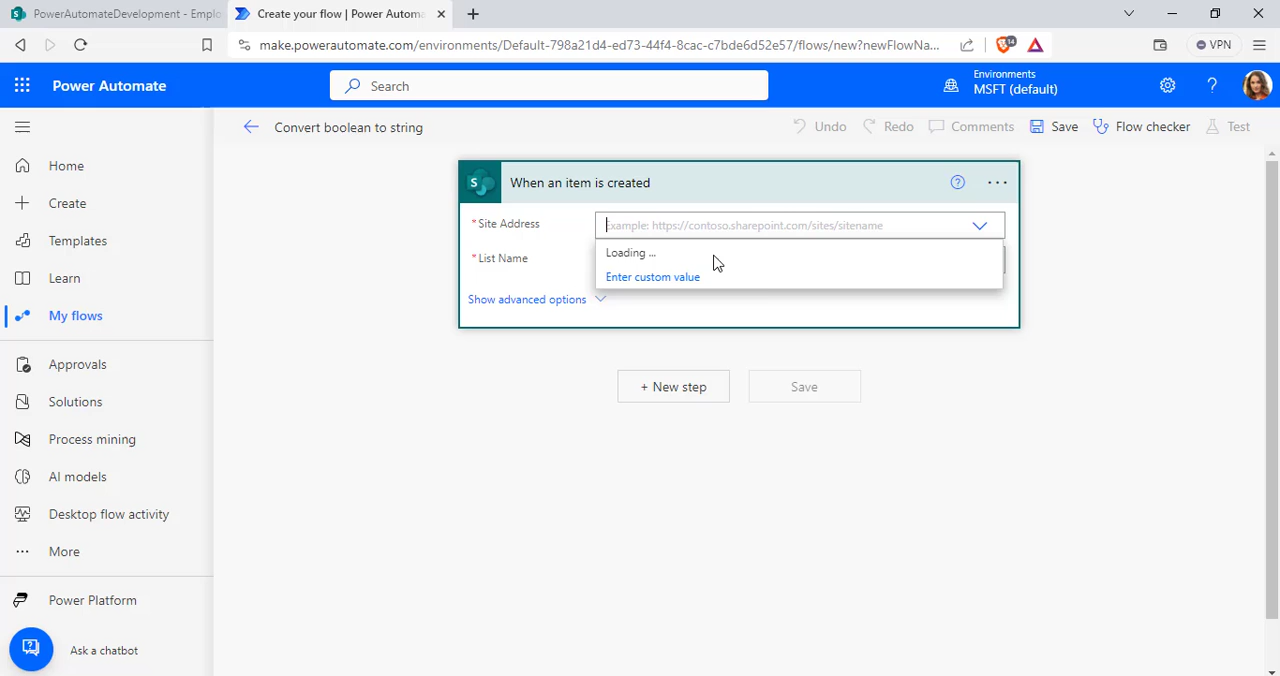 PowerAutomateDevelopment - Emplo
Create your flow | Power Automa
make.powerautomate.com/environments/Default-798a21d4-ed73-44f4-8cac-c7bde6d52e57/flows/new?newFlowNa...
14
VPN
Power Automate
Search
Environments
MSFT (default)
Convert boolean to string
Undo
Redo
Comments
Save
Flow checker
Test
Home
Create
Templates
Learn
My flows
Approvals
Solutions
Process mining
AI models
Desktop flow activity
More
Power Platform
Ask a chatbot
S
When an item is created
* Site Address
Example: https://contoso.sharepoint.com/sites/sitename
Loading ...
* List Name
Enter custom value
Show advanced options
+ New step
Save